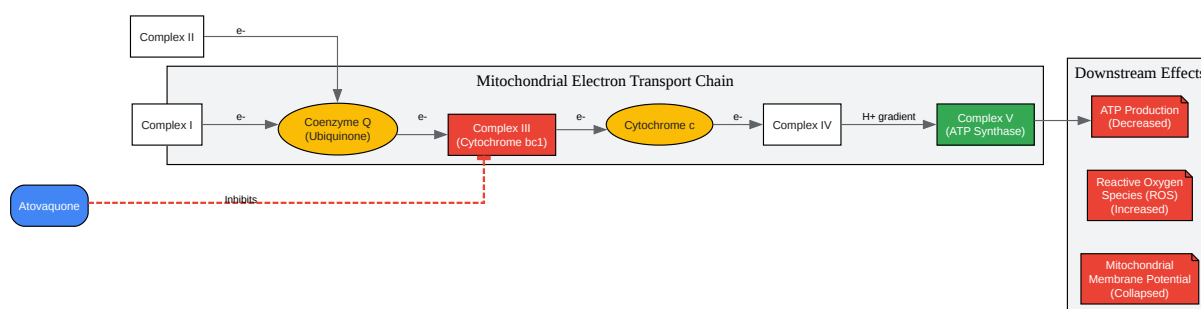 Complex II
e-
Mitochondrial Electron Transport Chain
Complex I
e-
Coenzyme Q
(Ubiquinone)
e-
Complex III
(Cytochrome bc1)
e-
Cytochrome c
e-
Complex IV
H+ gradient
Complex V
(ATP Synthase)
Atovaquone
Inhibits
Downstream Effects
ATP Production
(Decreased)
Reactive Oxygen
Species (ROS)
(Increased)
Mitochondrial
Membrane Potential
(Collapsed)